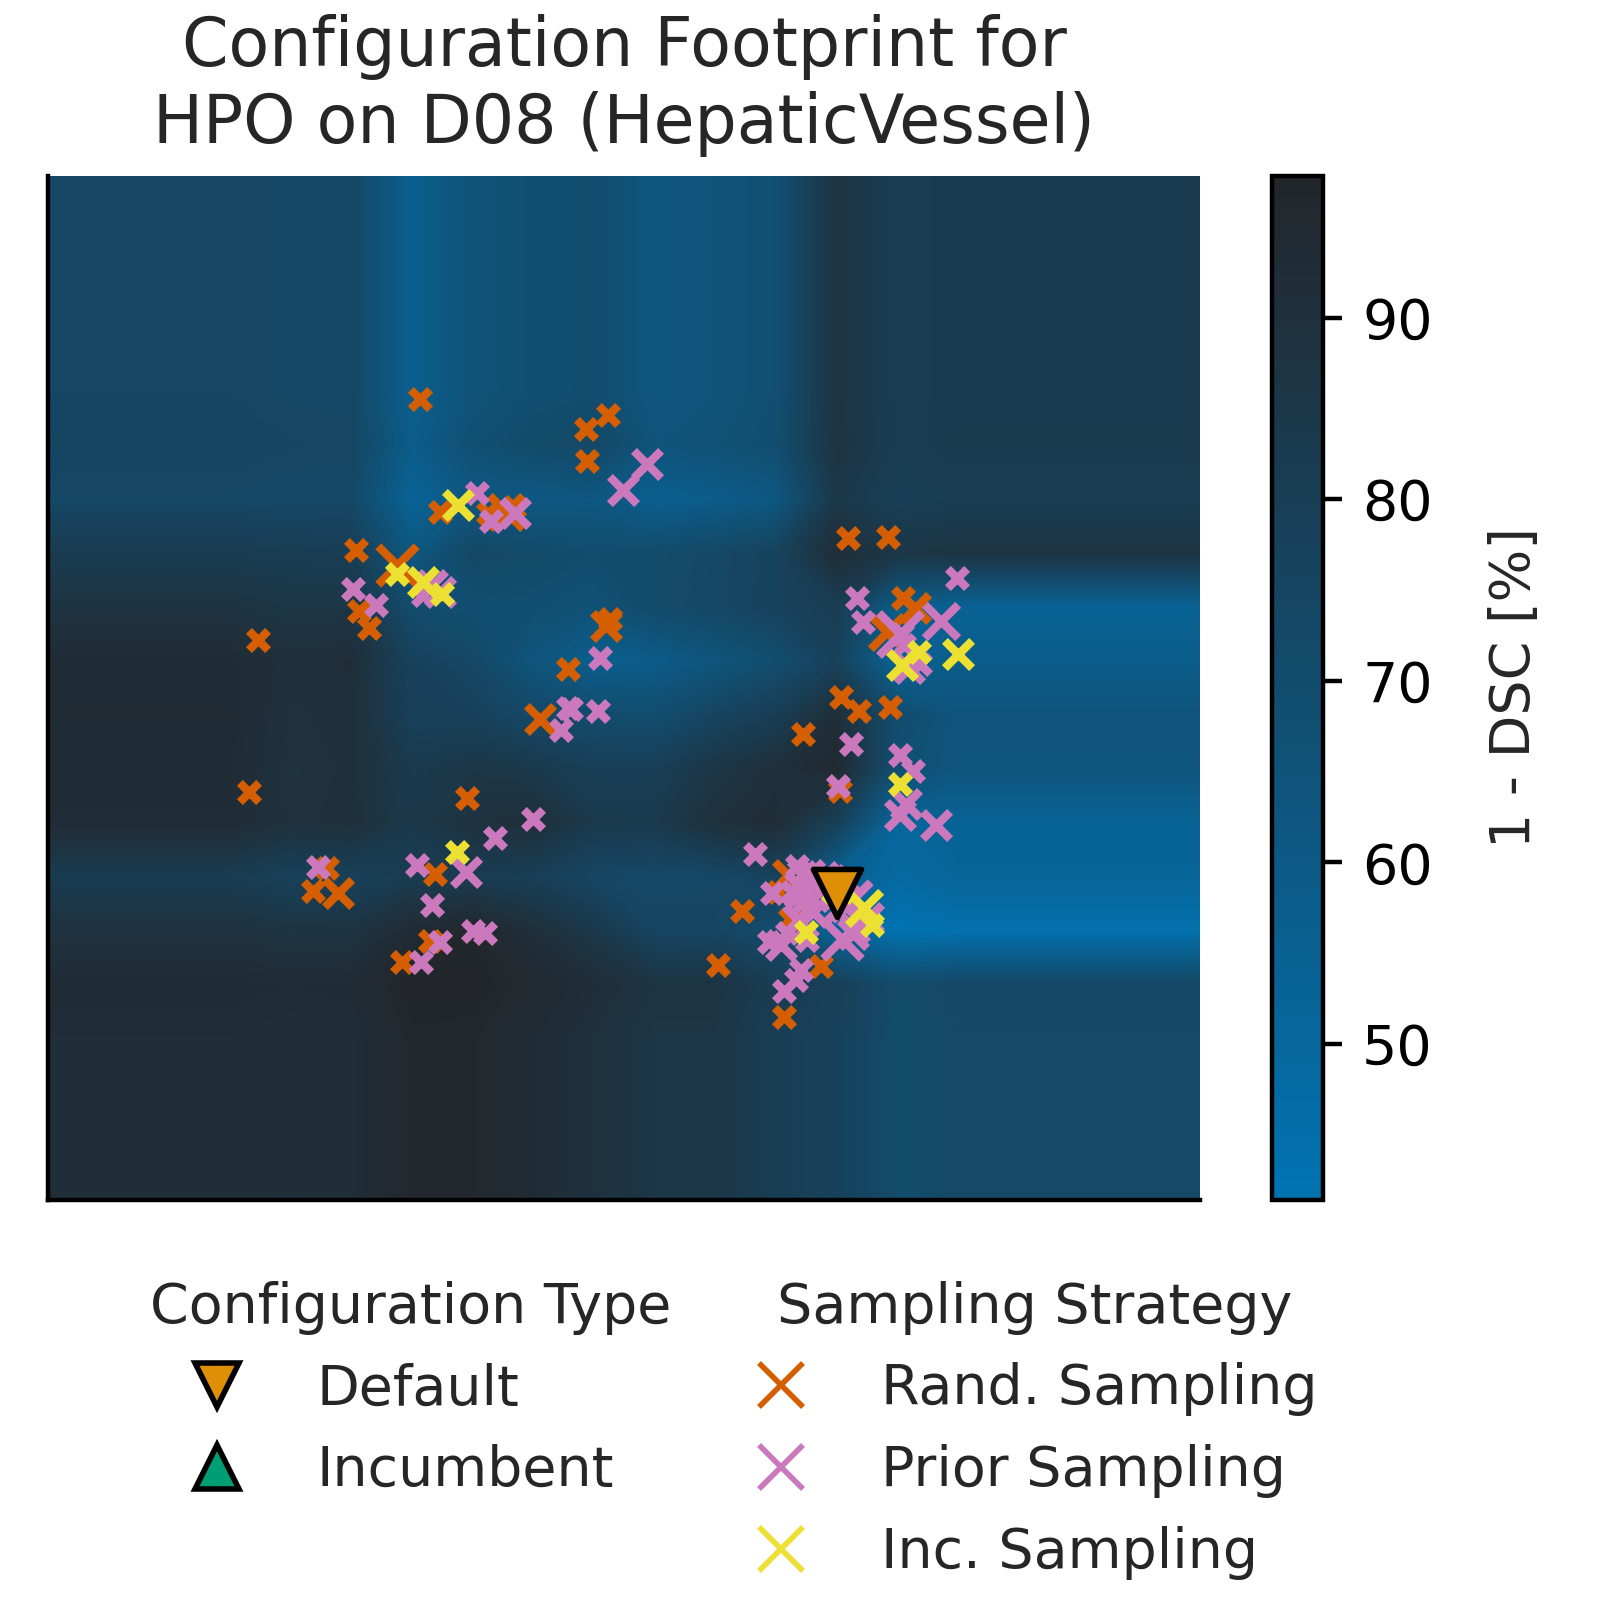 Configuration Footprint for
HPO on D08 (HepaticVessel)
90
80
70
60
50
1 - DSC [%]
Configuration Type
Default
Incumbent
Sampling Strategy
Rand. Sampling
Prior Sampling
Inc. Sampling